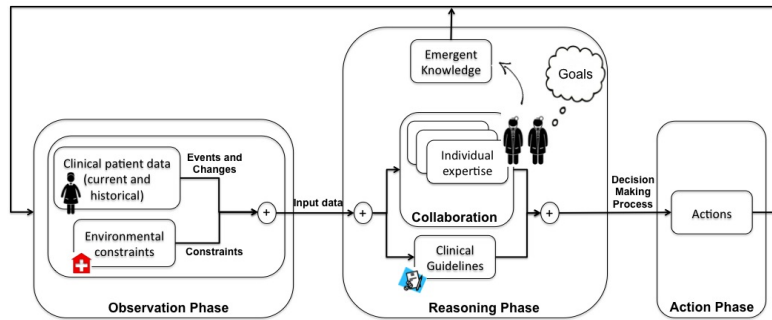 Emergent
Knowledge
Goals
Clinical patient data
(current and
historical)
Events and
Changes
Environmental
constraints
Constraints
+
Observation Phase
Input data
+
Individual
expertise
Collaboration
Clinical
Guidelines
+
Reasoning Phase
Decision
Making
Process
Actions
Action Phase